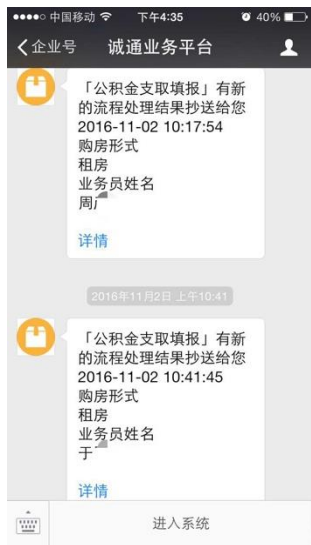 中国移动 下午4:35 40%
企业号 诚通业务平台
「公积金支取填报」有新
的流程处理结果抄送给您
2016-11-02 10:17:54
购房形式
租房
业务员姓名
周
详情
2016年11月2日 上午10:41
「公积金支取填报」有新
的流程处理结果抄送给您
2016-11-02 10:41:45
购房形式
租房
业务员姓名
于
详情
进入系统